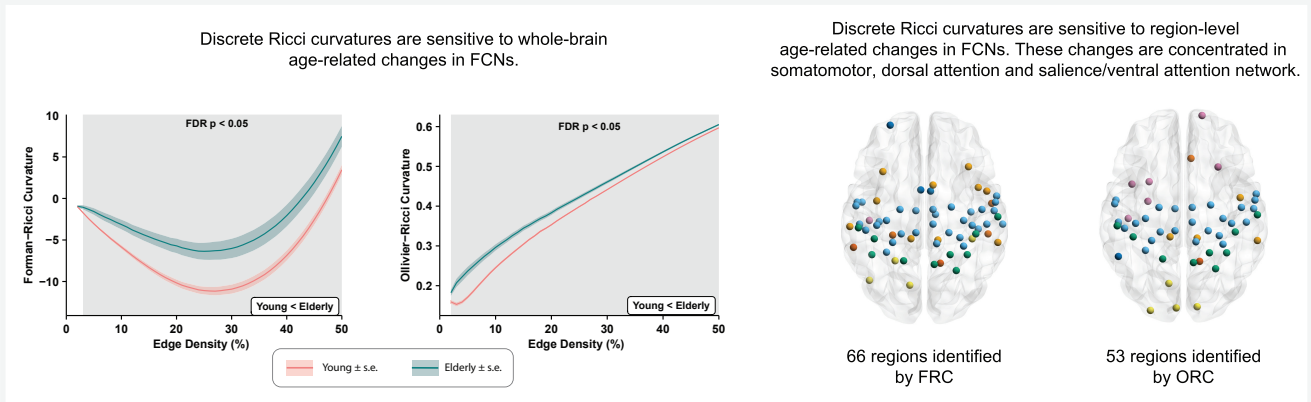 Discrete Ricci curvatures are sensitive to whole-brain
age-related changes in FCNs.
10
5
0
−5
−10
Forman−Ricci Curvature
FDR p < 0.05
Young < Elderly
0 10 20 30 40 50
Edge Density (%)
0.6
0.5
0.4
0.3
0.2
Ollivier−Ricci Curvature
FDR p < 0.05
Young < Elderly
0 10 20 30 40 50
Edge Density (%)
Young ± s.e. Elderly ± s.e.
Discrete Ricci curvatures are sensitive to region-level
age-related changes in FCNs. These changes are concentrated in
somatomotor, dorsal attention and salience/ventral attention network.
66 regions identified
by FRC
53 regions identified
by ORC